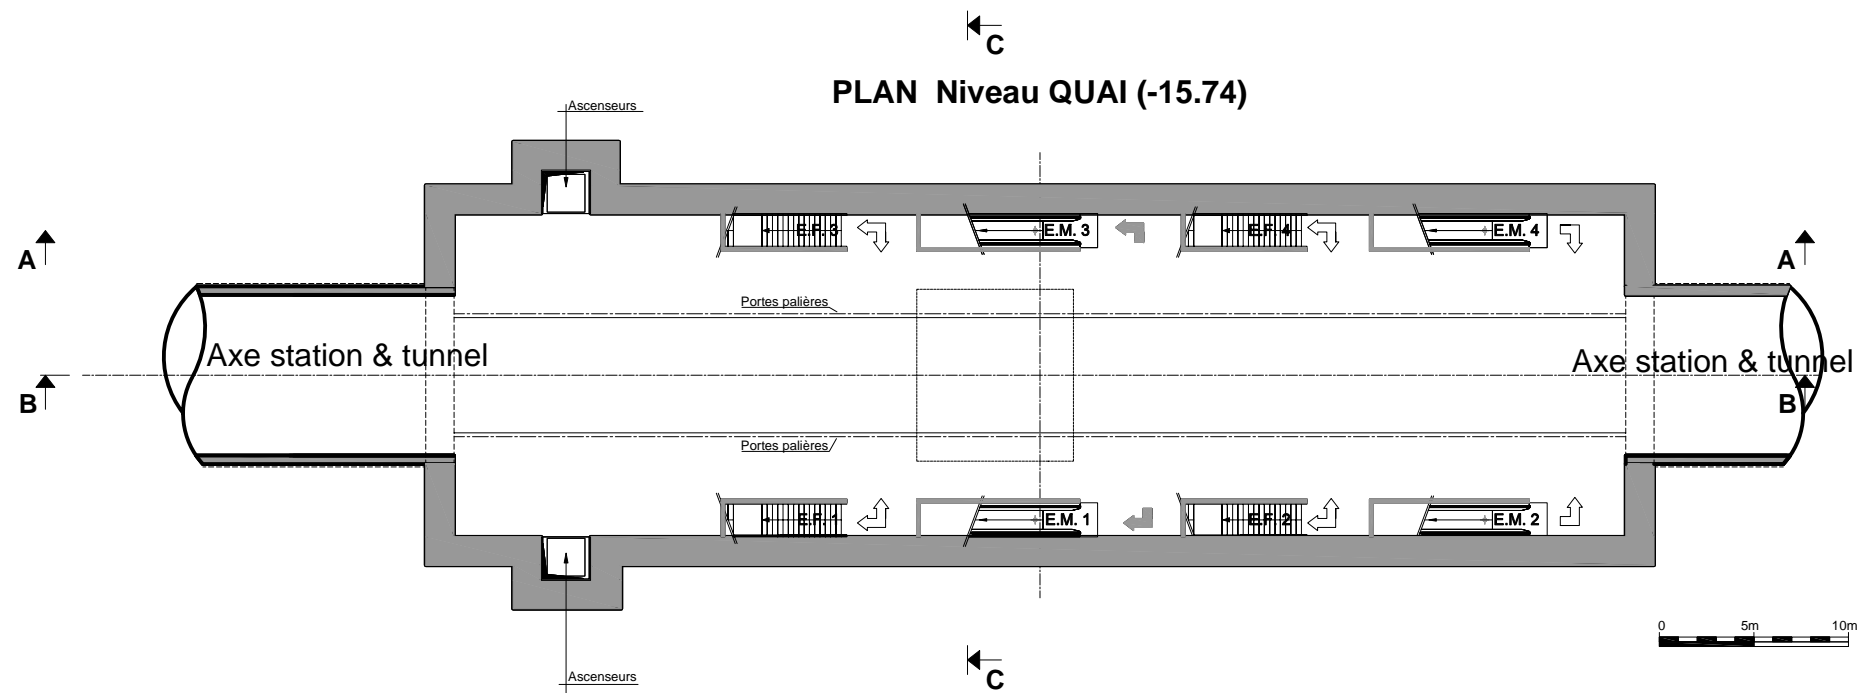 C
PLAN Niveau QUAI (-15.74)
Ascenseurs
E.F. 3
E.M. 3
E.F. 4
E.M. 4
A
A
Portes palières
Axe station & tunnel
Axe station & tunnel
B
B
Portes palières
E.F. 1
E.M. 1
E.F. 2
E.M. 2
0 5m 10m
C
Ascenseurs